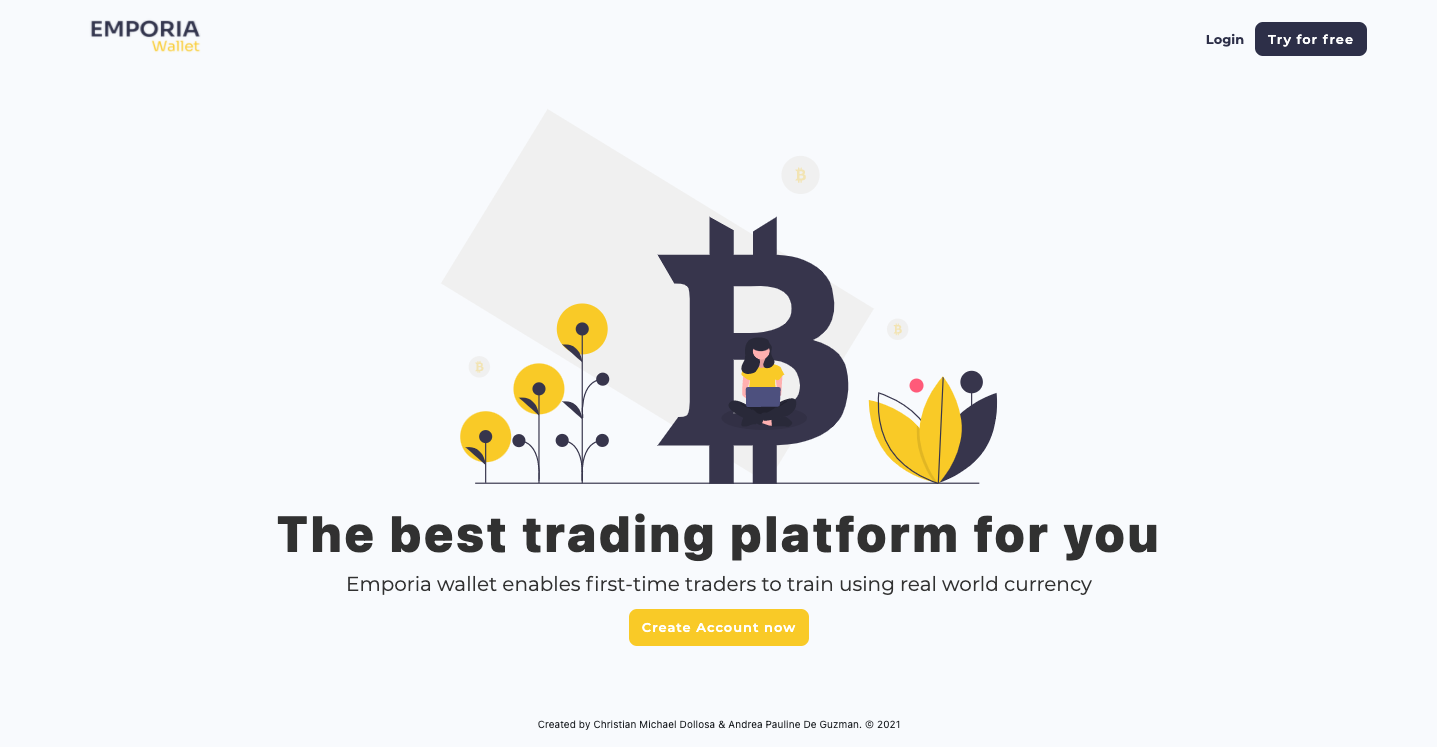 EMPORIA
Wallet
Login
Try for free
The best trading platform for you
Emporia wallet enables first-time traders to train using real world currency
Create Account now
Created by Christian Michael Dollosa & Andrea Pauline De Guzman. © 2021